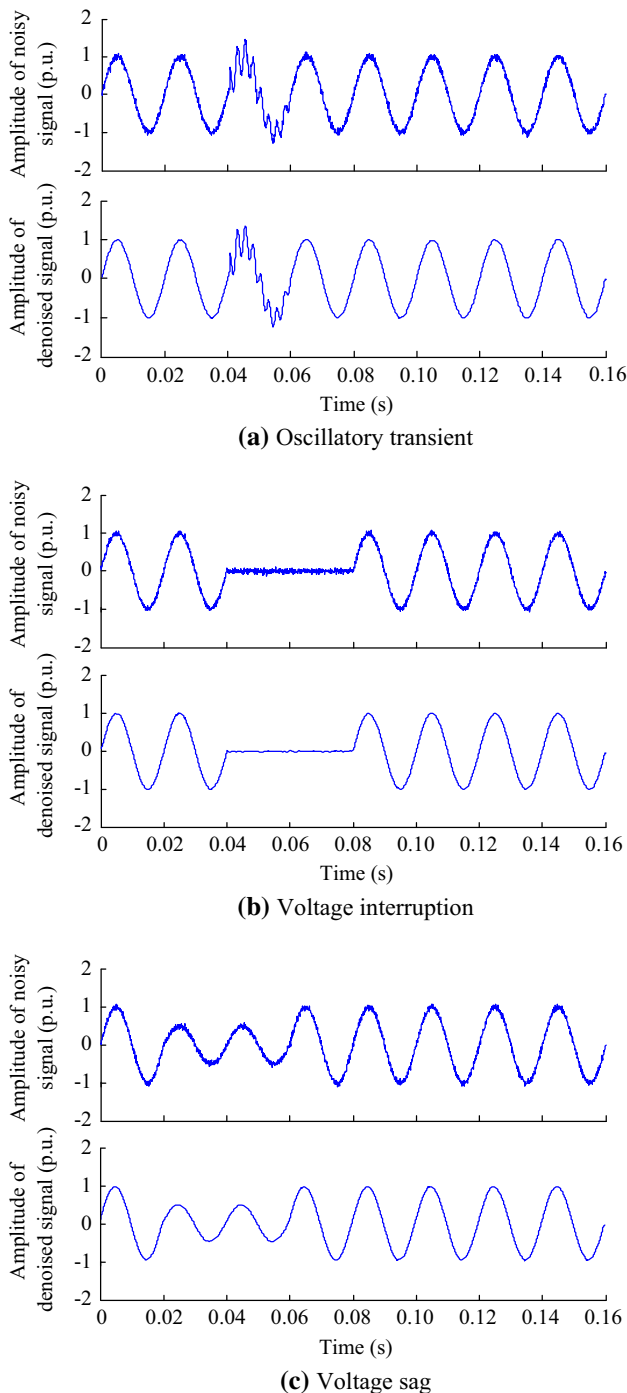 Amplitude of noisy
signal (p.u.)
2
1
0
-1
-2
Amplitude of
denoised signal (p.u.)
2
1
0
-1
-2
0 0.02 0.04 0.06 0.08 0.10 0.12 0.14 0.16
Time (s)
(a) Oscillatory transient
Amplitude of noisy
signal (p.u.)
2
1
0
-1
-2
Amplitude of
denoised signal (p.u.)
2
1
0
-1
-2
0 0.02 0.04 0.06 0.08 0.10 0.12 0.14 0.16
Time (s)
(b) Voltage interruption
Amplitude of noisy
signal (p.u.)
2
1
0
-1
-2
Amplitude of
denoised signal (p.u.)
2
1
0
-1
-2
0 0.02 0.04 0.06 0.08 0.10 0.12 0.14 0.16
Time (s)
(c) Voltage sag